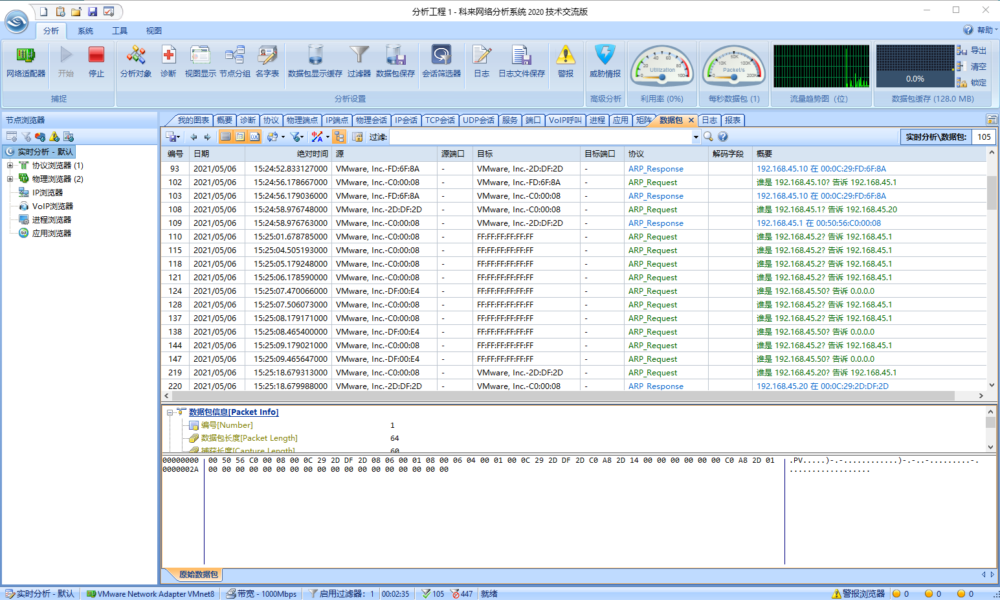 分析工程 1 - 科来网络分析系统 2020 技术交流版
分析 系统 工具 视图 帮助
网络适配器 开始 停止 分析对象 诊断 视图显示 节点分组 名字表 数据包显示缓存 过滤器 数据包保存 会话筛选器 日志 日志文件保存 警报 威胁情报 导出 清空 锁定
0 20 40 60 80 100 Utilization
0 10K 50K 100K 200K Packet/s
0.0%
捕捉 分析设置 高级分析 利用率 (0%) 每秒数据包 (1) 流量趋势图 (位) 数据包缓存 (128.0 MB)
节点浏览器
实时分析 - 默认
协议浏览器 (1)
物理浏览器 (2)
IP浏览器
VoIP浏览器
进程浏览器
应用浏览器
我的图表 概要 诊断 协议 物理端点 IP端点 物理会话 IP会话 TCP会话 UDP会话 服务 端口 VoIP呼叫 进程 应用 矩阵 数据包 日志 报表
过滤: 实时分析\数据包: 105
编号 日期 绝对时间 源 源端口 目标 目标端口 协议 解码字段 概要
93 2021/05/06 15:24:52.833127000 VMware, Inc.-FD:6F:8A - VMware, Inc.-2D:DF:2D - ARP_Response 192.168.45.10 在 00:0C:29:FD:6F:8A
102 2021/05/06 15:24:56.178667000 VMware, Inc.-C0:00:08 - VMware, Inc.-FD:6F:8A - ARP_Request 谁是 192.168.45.10? 告诉 192.168.45.1
103 2021/05/06 15:24:56.179036000 VMware, Inc.-FD:6F:8A - VMware, Inc.-C0:00:08 - ARP_Response 192.168.45.10 在 00:0C:29:FD:6F:8A
108 2021/05/06 15:24:58.976748000 VMware, Inc.-2D:DF:2D - VMware, Inc.-C0:00:08 - ARP_Request 谁是 192.168.45.1? 告诉 192.168.45.20
109 2021/05/06 15:24:58.976763000 VMware, Inc.-C0:00:08 - VMware, Inc.-2D:DF:2D - ARP_Response 192.168.45.1 在 00:50:56:C0:00:08
110 2021/05/06 15:25:01.678785000 VMware, Inc.-C0:00:08 - FF:FF:FF:FF:FF:FF - ARP_Request 谁是 192.168.45.2? 告诉 192.168.45.1
115 2021/05/06 15:25:04.505193000 VMware, Inc.-C0:00:08 - FF:FF:FF:FF:FF:FF - ARP_Request 谁是 192.168.45.2? 告诉 192.168.45.1
118 2021/05/06 15:25:05.179248000 VMware, Inc.-C0:00:08 - FF:FF:FF:FF:FF:FF - ARP_Request 谁是 192.168.45.2? 告诉 192.168.45.1
121 2021/05/06 15:25:06.178590000 VMware, Inc.-C0:00:08 - FF:FF:FF:FF:FF:FF - ARP_Request 谁是 192.168.45.2? 告诉 192.168.45.1
124 2021/05/06 15:25:07.470066000 VMware, Inc.-DF:00:E4 - FF:FF:FF:FF:FF:FF - ARP_Request 谁是 192.168.45.50? 告诉 0.0.0.0
128 2021/05/06 15:25:07.506073000 VMware, Inc.-C0:00:08 - FF:FF:FF:FF:FF:FF - ARP_Request 谁是 192.168.45.2? 告诉 192.168.45.1
137 2021/05/06 15:25:08.179171000 VMware, Inc.-C0:00:08 - FF:FF:FF:FF:FF:FF - ARP_Request 谁是 192.168.45.2? 告诉 192.168.45.1
138 2021/05/06 15:25:08.465400000 VMware, Inc.-DF:00:E4 - FF:FF:FF:FF:FF:FF - ARP_Request 谁是 192.168.45.50? 告诉 0.0.0.0
144 2021/05/06 15:25:09.179021000 VMware, Inc.-C0:00:08 - FF:FF:FF:FF:FF:FF - ARP_Request 谁是 192.168.45.2? 告诉 192.168.45.1
147 2021/05/06 15:25:09.465647000 VMware, Inc.-DF:00:E4 - FF:FF:FF:FF:FF:FF - ARP_Request 谁是 192.168.45.50? 告诉 0.0.0.0
219 2021/05/06 15:25:18.679313000 VMware, Inc.-C0:00:08 - VMware, Inc.-2D:DF:2D - ARP_Request 谁是 192.168.45.20? 告诉 192.168.45.1
220 2021/05/06 15:25:18.679988000 VMware, Inc.-2D:DF:2D - VMware, Inc.-C0:00:08 - ARP_Response 192.168.45.20 在 00:0C:29:2D:DF:2D
数据包信息[Packet Info]
编号[Number] 1
数据包长度[Packet Length] 64
捕获长度[Capture Length] 60
00000000 00 50 56 C0 00 08 00 0C 29 2D DF 2D 08 06 00 01 08 00 06 04 00 01 00 0C 29 2D DF 2D C0 A8 2D 14 00 00 00 00 00 00 C0 A8 2D 01 .PV.....)-.-............)-.-..-.........-.
0000002A 00 00 00 00 00 00 00 00 00 00 00 00 00 00 00 00 00 00 ..................
原始数据包
实时分析 - 默认 VMware Network Adapter VMnet8 带宽 - 1000Mbps 启用过滤器: 1 00:02:35 105 447 就绪 警报浏览器 0 0 0